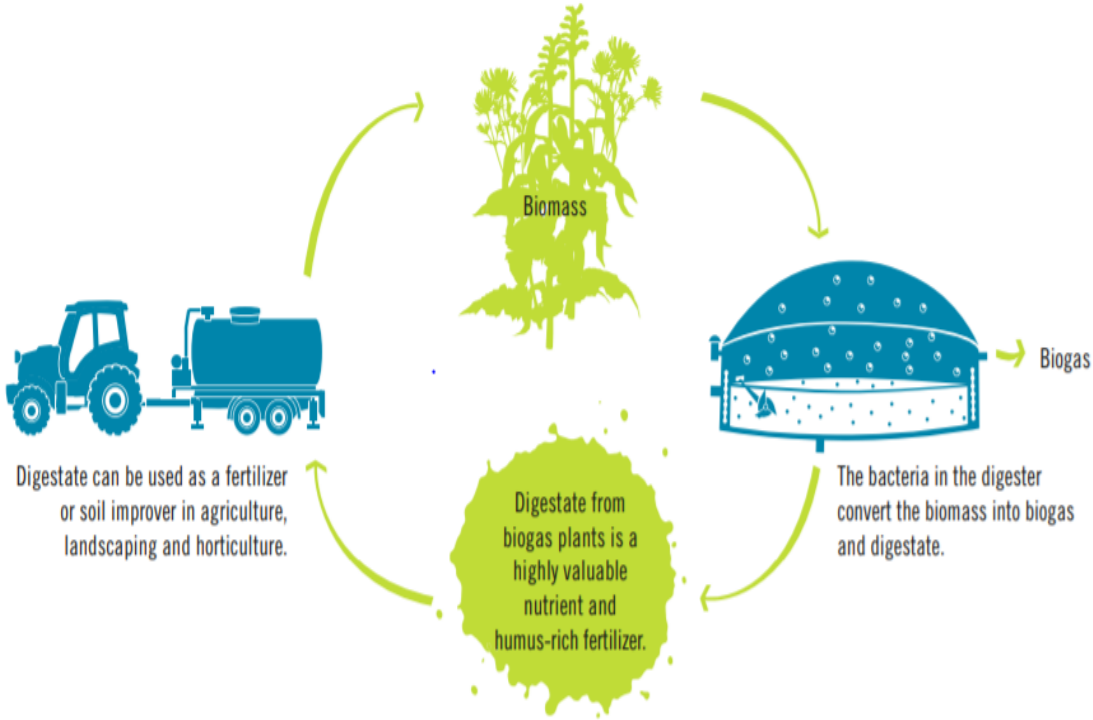 Biomass
Biogas
The bacteria in the digester
convert the biomass into biogas
and digestate.
Digestate from
biogas plants is a
highly valuable
nutrient and
humus-rich fertilizer.
Digestate can be used as a fertilizer
or soil improver in agriculture,
landscaping and horticulture.